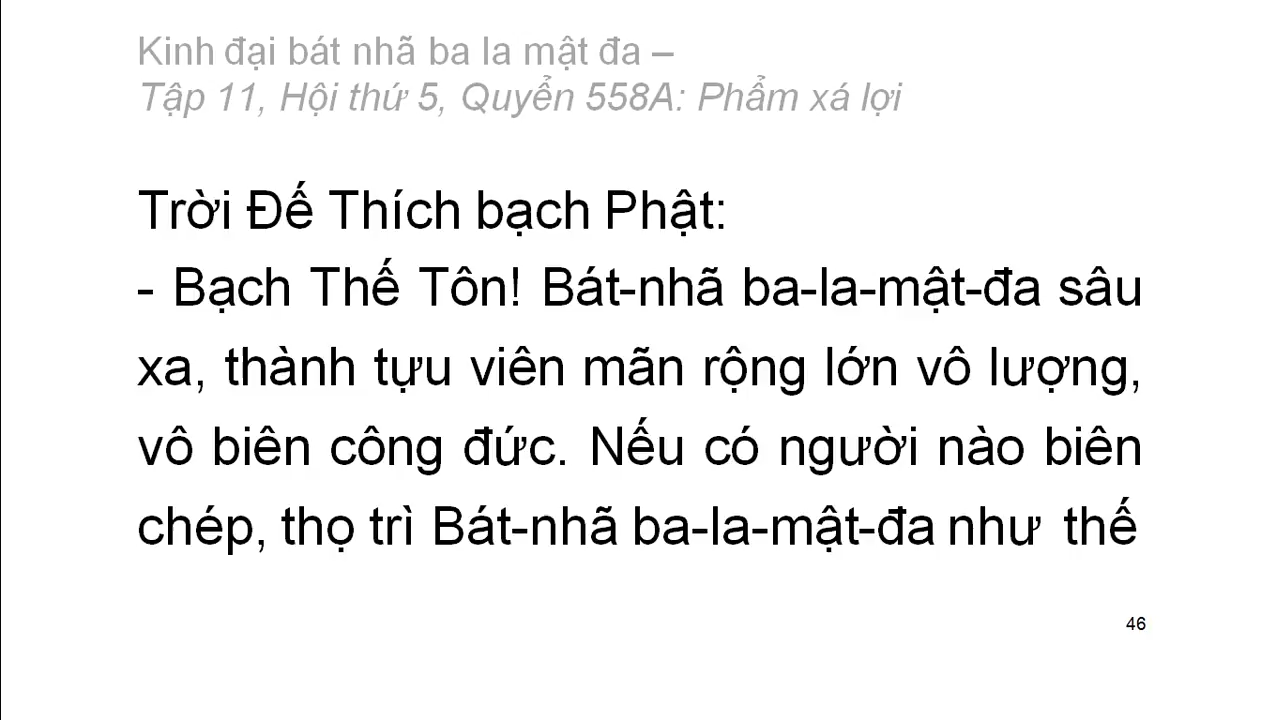 Kinh đại bát nhã ba la mật đa –
Tập 11, Hội thứ 5, Quyển 558A: Phẩm xá lợi
Trời Đế Thích bạch Phật:
- Bạch Thế Tôn! Bát-nhã ba-la-mật-đa sâu
xa, thành tựu viên mãn rộng lớn vô lượng,
vô biên công đức. Nếu có người nào biên
chép, thọ trì Bát-nhã ba-la-mật-đa như thế
46